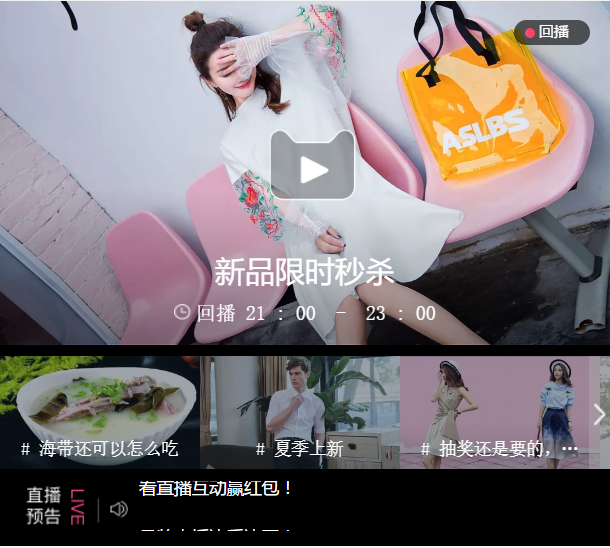 回播
ASLBS
新品限时秒杀
回播 21 : 00 - 23 : 00
# 海带还可以怎么吃
# 夏季上新
# 抽奖还是要的，…
直播
预告
LIVE
看直播互动赢红包！